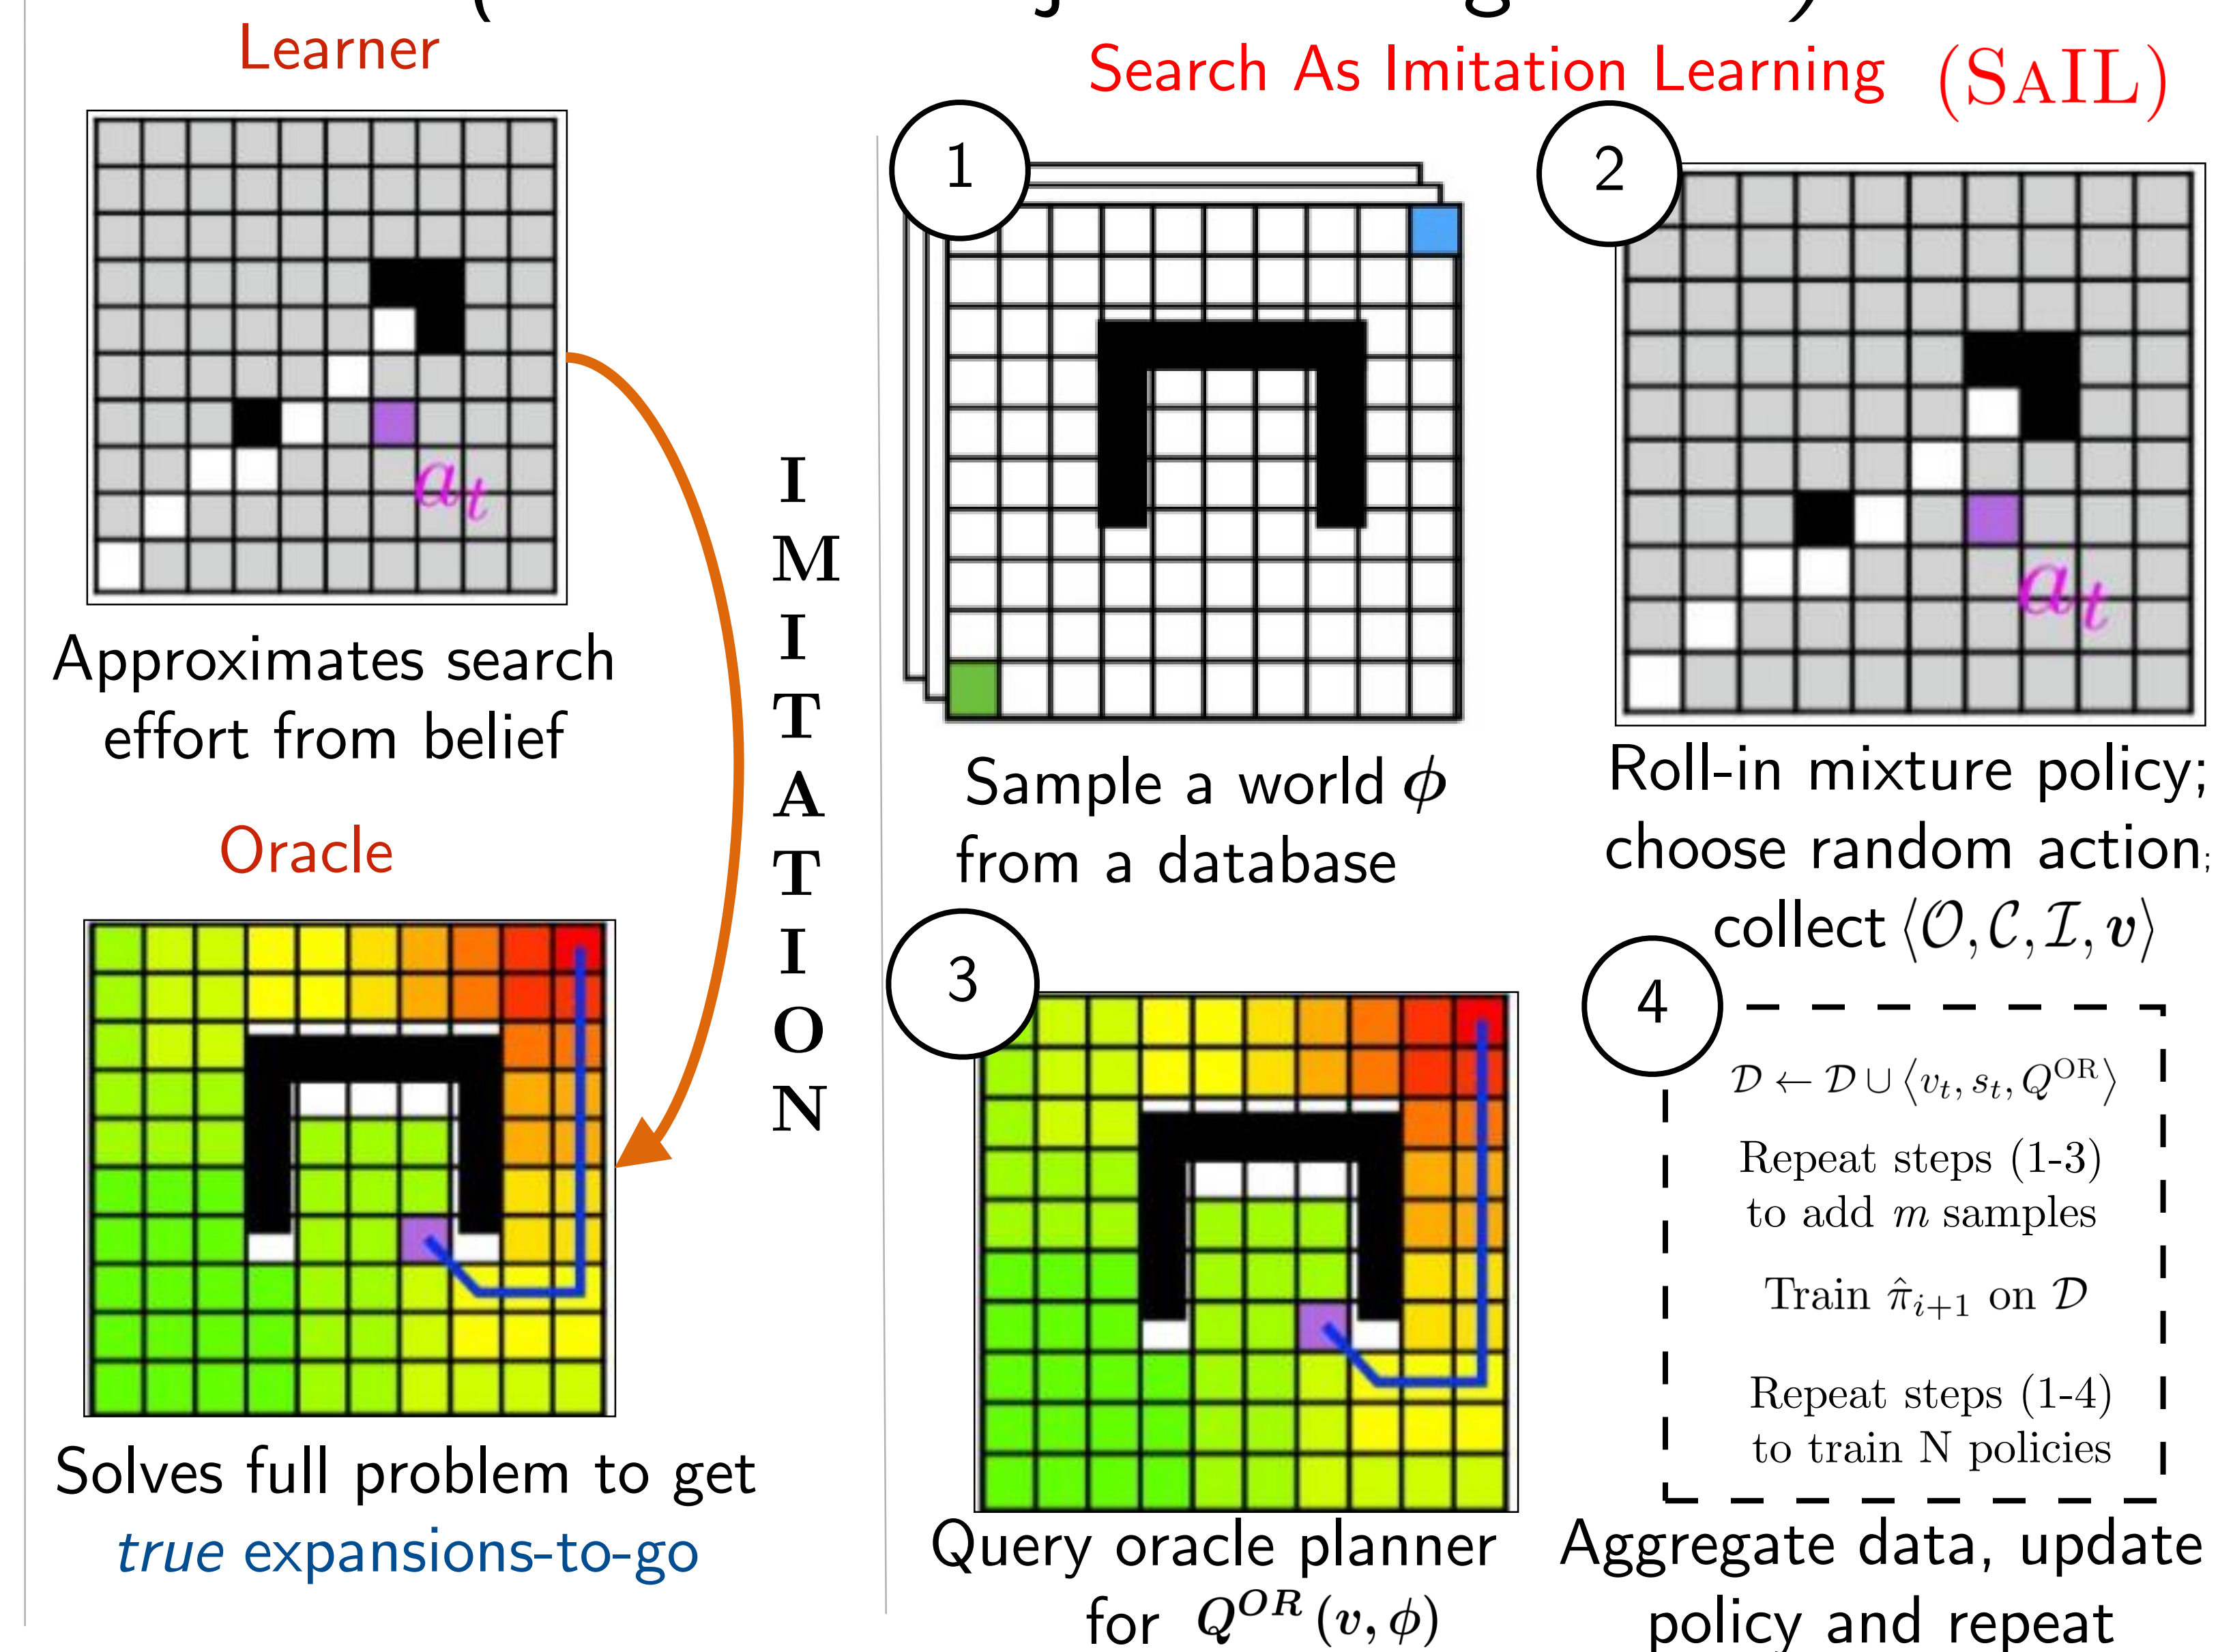 Learner
a_t
Approximates search
effort from belief
Oracle
Solves full problem to get
true expansions-to-go
IMITATION
Search As Imitation Learning (SAIL)
1
Sample a world ϕ
from a database
2
a_t
Roll-in mixture policy;
choose random action;
collect ⟨𝒪, 𝒞, ℐ, v⟩
3
Query oracle planner
for Q^{OR} (v, ϕ)
4
𝒟 ← 𝒟 ∪ ⟨v_t, s_t, Q^{OR}⟩
Repeat steps (1-3)
to add m samples
Train π̂_{i+1} on 𝒟
Repeat steps (1-4)
to train N policies
Aggregate data, update
policy and repeat